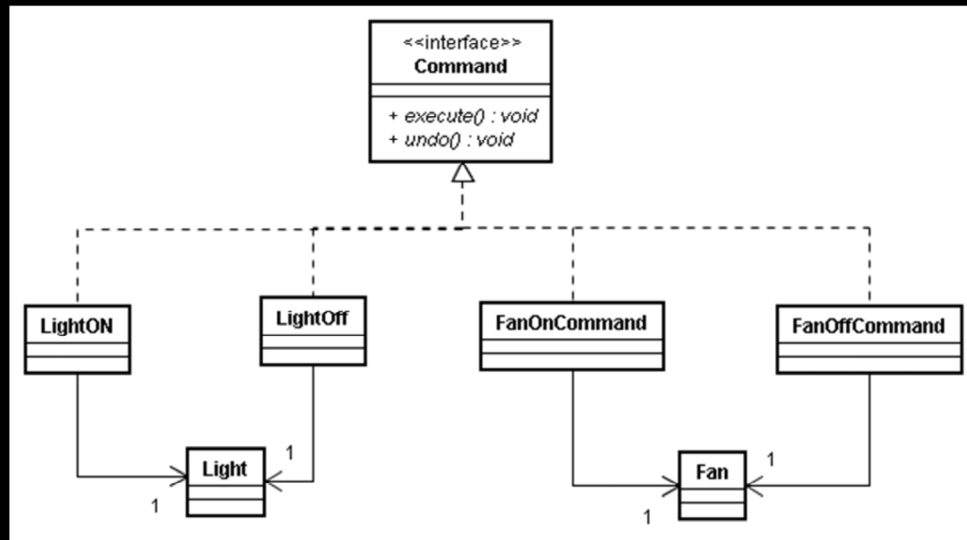 <<interface>>
Command
+ execute() : void
+ undo() : void
LightON
LightOff
FanOnCommand
FanOffCommand
Light
1
1
Fan
1
1